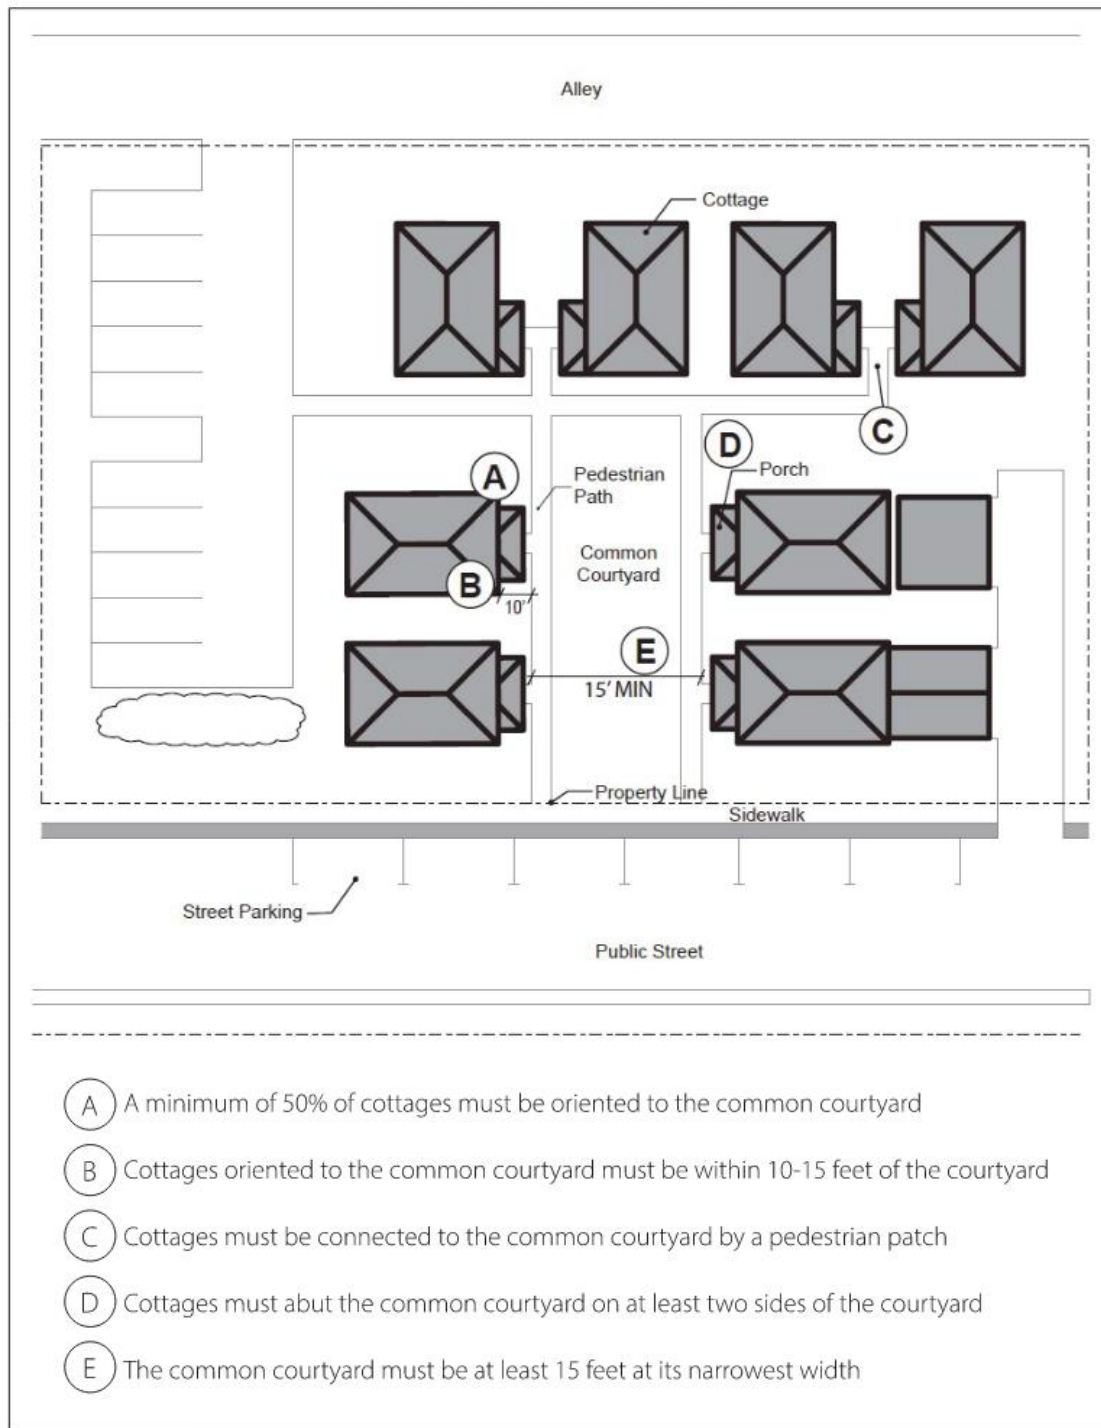 Alley
Cottage
C
D
Porch
A
Pedestrian
Path
Common
Courtyard
B
10'
E
15' MIN
Property Line
Sidewalk
Street Parking
Public Street
A A minimum of 50% of cottages must be oriented to the common courtyard
B Cottages oriented to the common courtyard must be within 10-15 feet of the courtyard
C Cottages must be connected to the common courtyard by a pedestrian patch
D Cottages must abut the common courtyard on at least two sides of the courtyard
E The common courtyard must be at least 15 feet at its narrowest width